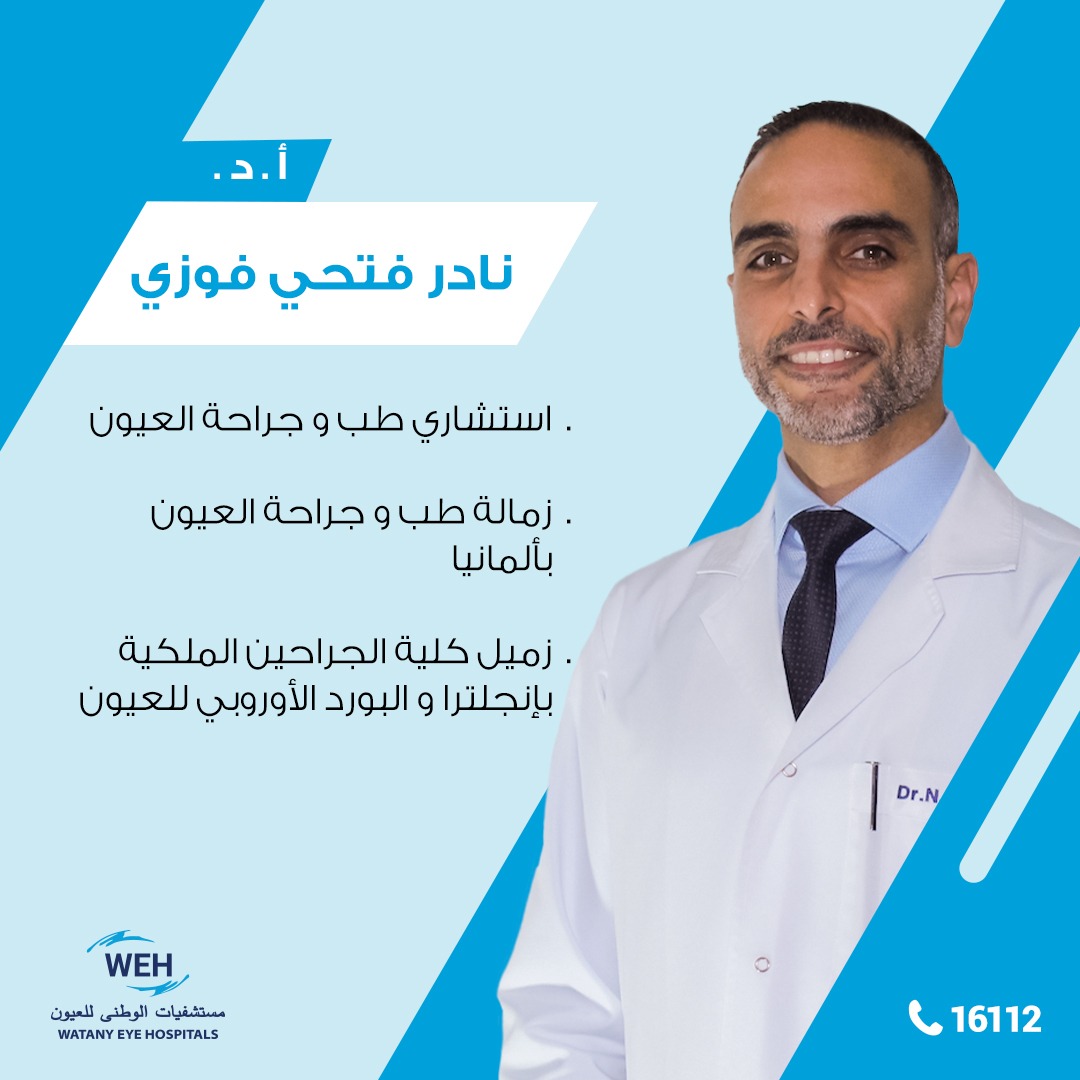 أ.د.
نادر فتحي فوزي
. استشاري طب و جراحة العيون
. زمالة طب و جراحة العيون
بألمانيا
. زميل كلية الجراحين الملكية
بإنجلترا و البورد الأوروبي للعيون
Dr.N
WEH
مستشفيات الوطنى للعيون
WATANY EYE HOSPITALS
16112